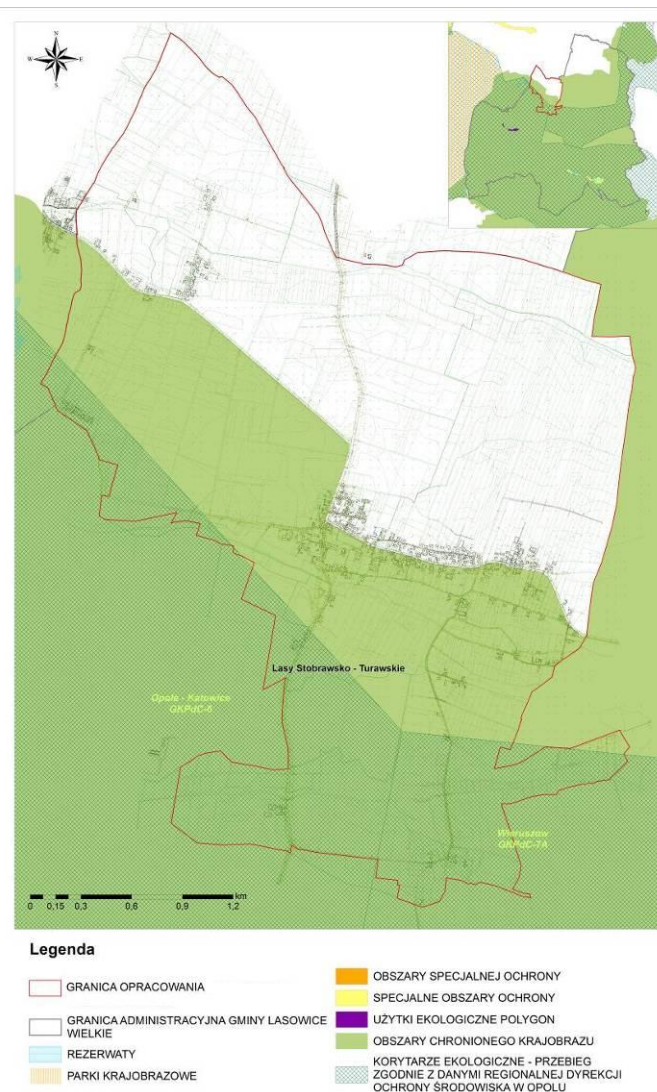 N
W
E
S
Lasy Stobrawsko - Turawskie
Opole - Katowice
GKPdC-6
Wieruszów
GKPdC-7A
km
0 0,15 0,3 0,6 0,9 1,2
Legenda
GRANICA OPRACOWANIA
GRANICA ADMINISTRACYJNA GMINY LASOWICE
WIELKIE
REZERWATY
PARKI KRAJOBRAZOWE
OBSZARY SPECJALNEJ OCHRONY
SPECJALNE OBSZARY OCHRONY
UŻYTKI EKOLOGICZNE POLYGON
OBSZARY CHRONIONEGO KRAJOBRAZU
KORYTARZE EKOLOGICZNE - PRZEBIEG
ZGODNIE Z DANYMI REGIONALNEJ DYREKCJI
OCHRONY ŚRODOWISKA W OPOLU